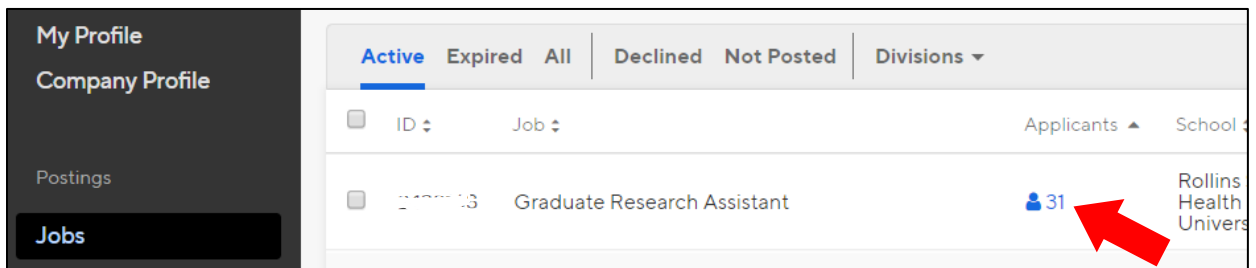 My Profile
Company Profile
Postings
Jobs
Active Expired All Declined Not Posted Divisions
ID Job Applicants School
Graduate Research Assistant 31 Rollins
Health
Univers